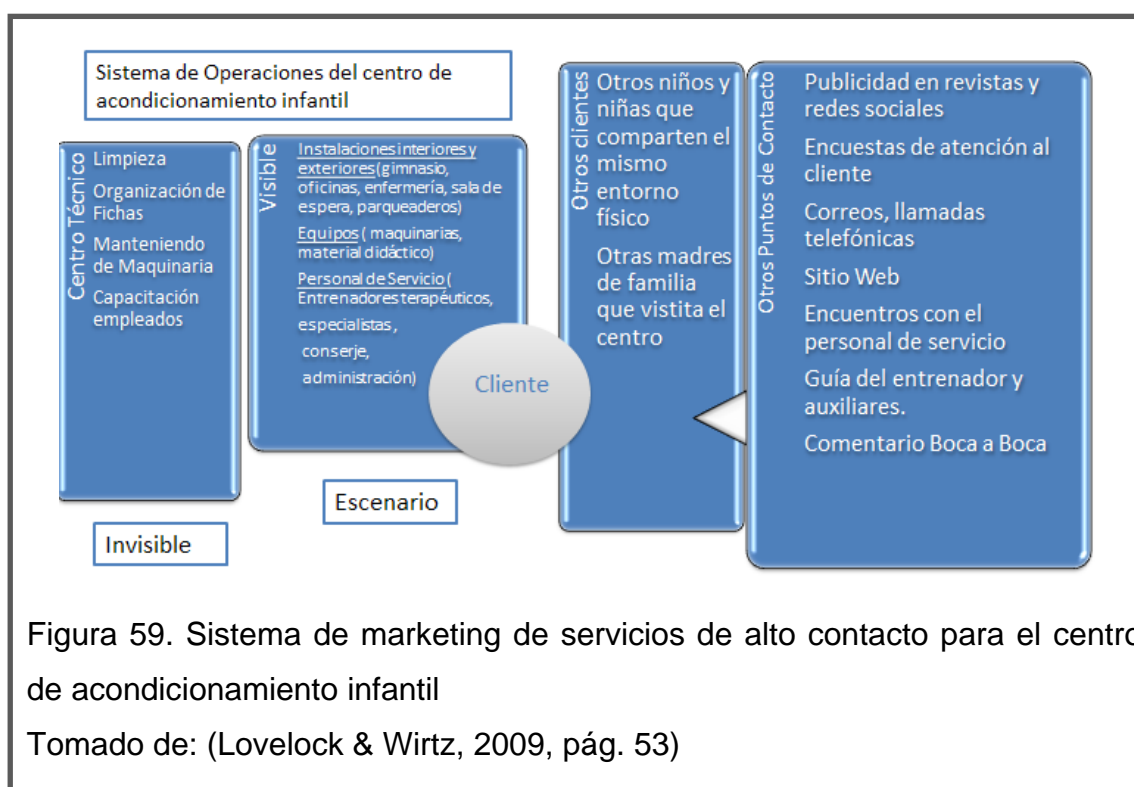 Sistema de Operaciones del centro de
acondicionamiento infantil
Centro Técnico
Limpieza
Organización de
Fichas
Manteniendo
de Maquinaria
Capacitación
empleados
Invisible
Visible
Instalaciones interiores y
exteriores(gimnasio,
oficinas, enfermería, sala de
espera, parqueaderos)
Equipos ( maquinarias,
material didáctico)
Personal de Servicio (
Entrenadores terapéuticos,
especialistas ,
conserje,
administración)
Escenario
Cliente
Otros clientes
Otros niños y
niñas que
comparten el
mismo
entorno
físico
Otras madres
de familia
que vistita el
centro
Otros Puntos de Contacto
Publicidad en revistas y
redes sociales
Encuestas de atención al
cliente
Correos, llamadas
telefónicas
Sitio Web
Encuentros con el
personal de servicio
Guía del entrenador y
auxiliares.
Comentario Boca a Boca
Figura 59. Sistema de marketing de servicios de alto contacto para el centro
de acondicionamiento infantil
Tomado de: (Lovelock & Wirtz, 2009, pág. 53)